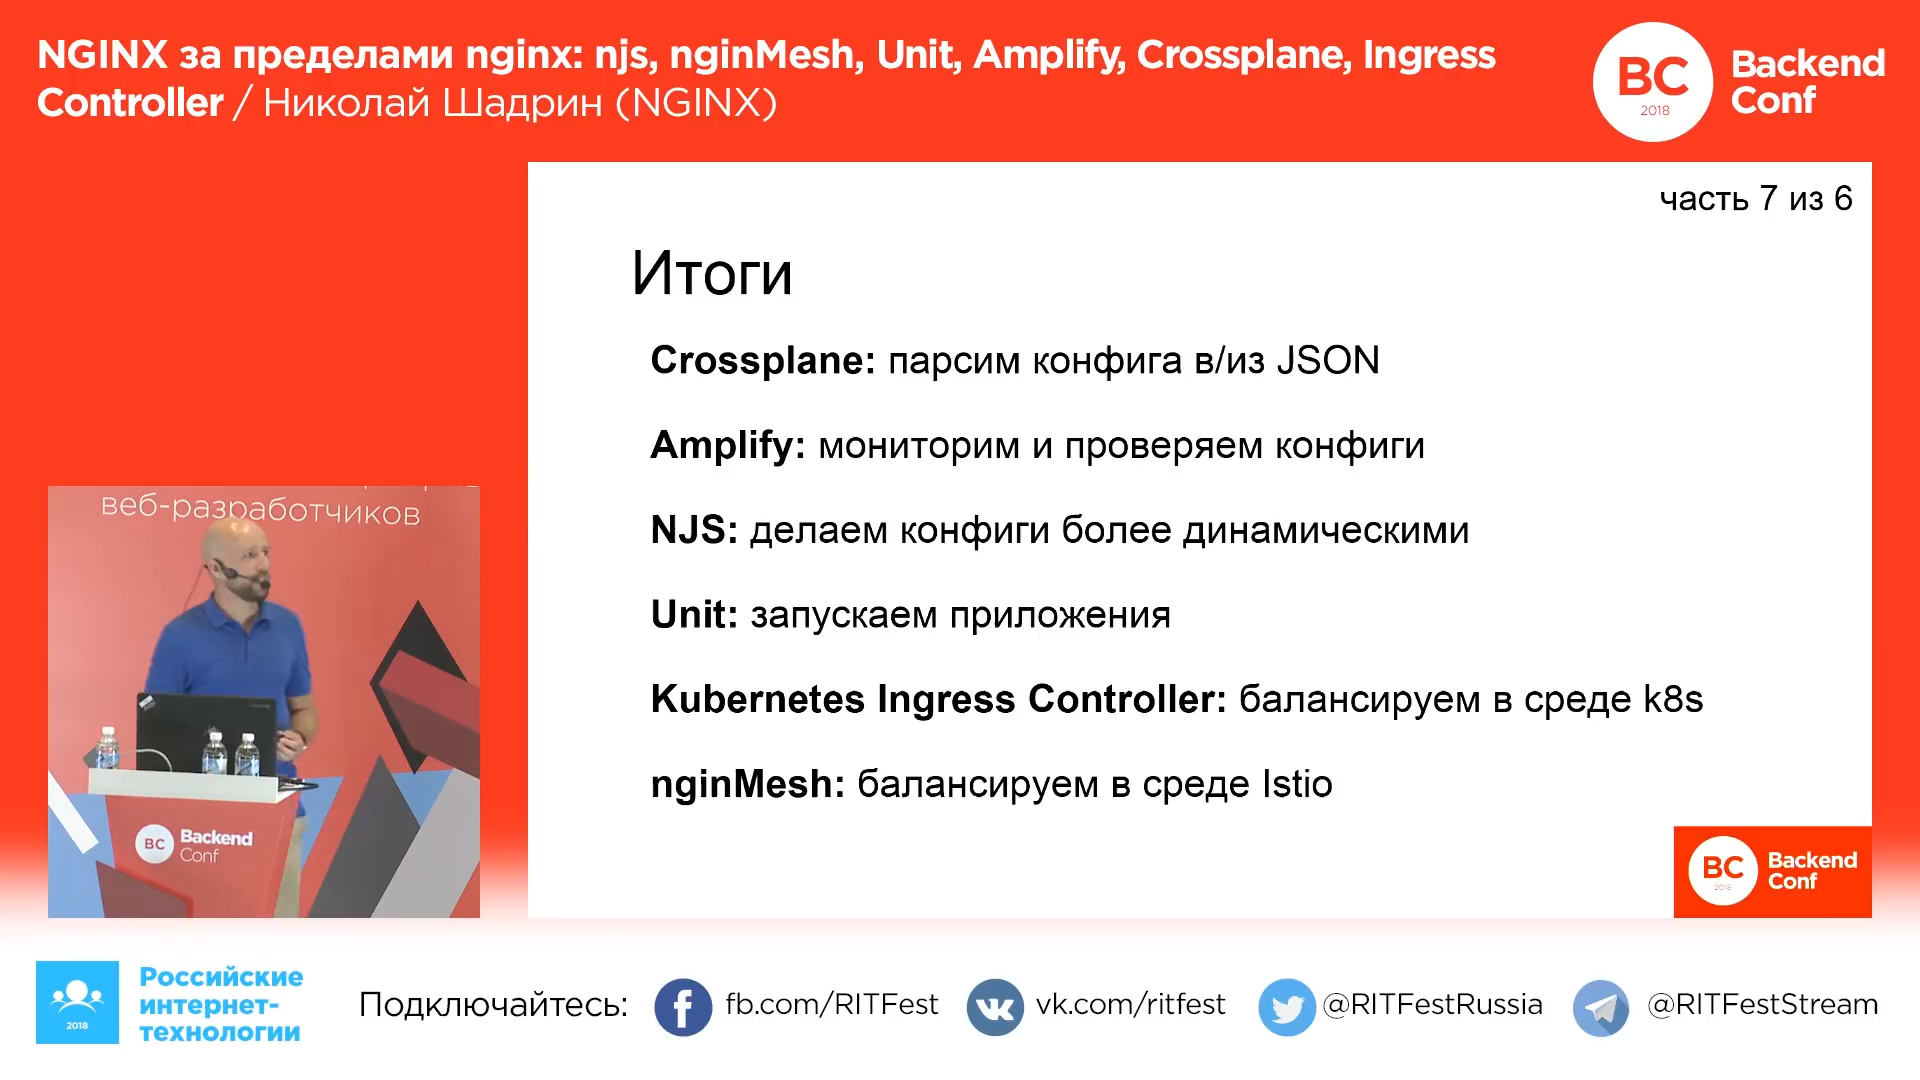 NGINX за пределами nginx: njs, nginMesh, Unit, Amplify, Crossplane, Ingress
Controller / Николай Шадрин (NGINX)
BC
2018
Backend
Conf
часть 7 из 6
Итоги
Crossplane: парсим конфига в/из JSON
Amplify: мониторим и проверяем конфиги
NJS: делаем конфиги более динамическими
Unit: запускаем приложения
Kubernetes Ingress Controller: балансируем в среде k8s
nginMesh: балансируем в среде Istio
BC
2018
Backend
Conf
веб-разработчиков
BC
Backend
Conf
2018
Российские
интернет-
технологии
Подключайтесь:
fb.com/RITFest
vk.com/ritfest
@RITFestRussia
@RITFestStream